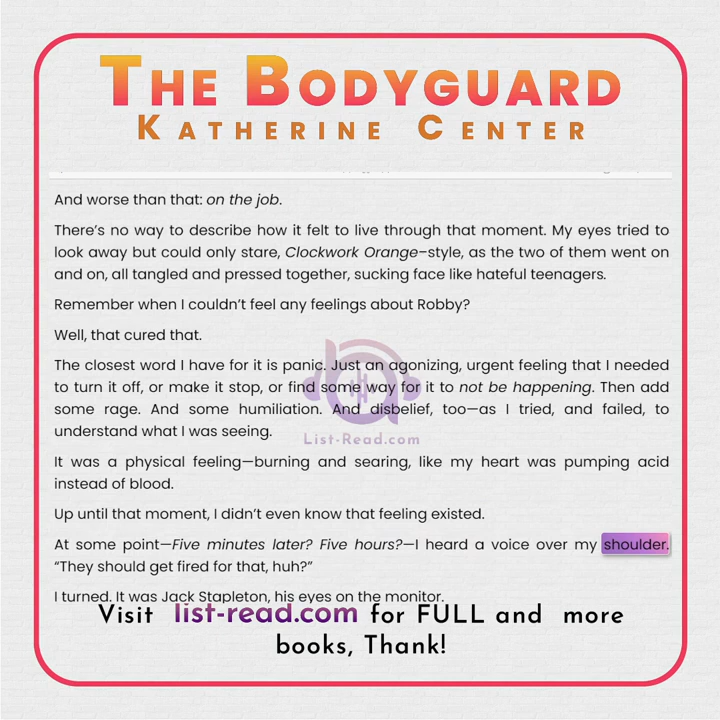 THE BODYGUARD
KATHERINE CENTER
And worse than that: on the job.
There's no way to describe how it felt to live through that moment. My eyes tried to
look away but could only stare, Clockwork Orange–style, as the two of them went on
and on, all tangled and pressed together, sucking face like hateful teenagers.
Remember when I couldn't feel any feelings about Robby?
Well, that cured that.
The closest word I have for it is panic. Just an agonizing, urgent feeling that I needed
to turn it off, or make it stop, or find some way for it to not be happening. Then add
some rage. And some humiliation. And disbelief, too—as I tried, and failed, to
understand what I was seeing.
List-Read.com
It was a physical feeling—burning and searing, like my heart was pumping acid
instead of blood.
Up until that moment, I didn't even know that feeling existed.
At some point—Five minutes later? Five hours?—I heard a voice over my shoulder.
“They should get fired for that, huh?”
I turned. It was Jack Stapleton, his eyes on the monitor.
Visit list-read.com for FULL and more
books, Thank!